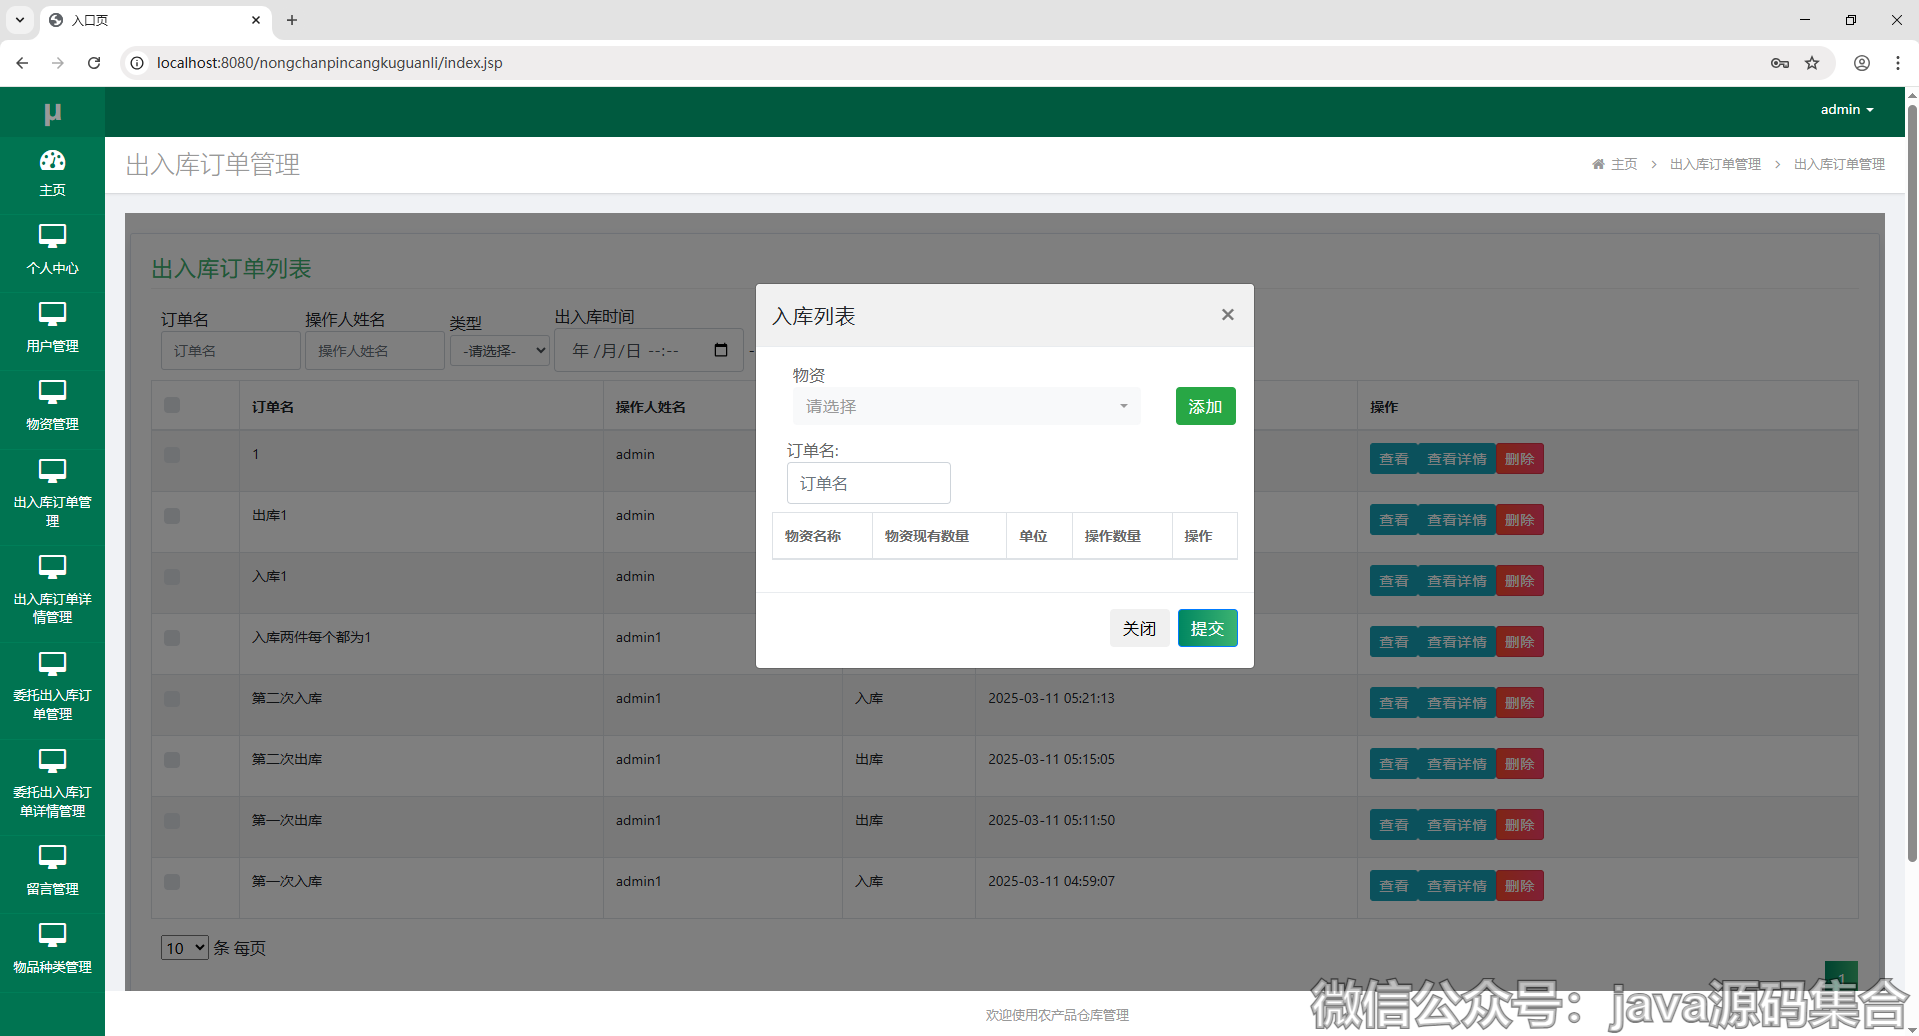 入口页
localhost:8080/nongchanpincangkuguanli/index.jsp
μ
admin
主页
个人中心
用户管理
物资管理
出入库订单管
理
出入库订单详
情管理
委托出入库订
单管理
委托出入库订
单详情管理
留言管理
物品种类管理
出入库订单管理
主页 > 出入库订单管理 > 出入库订单管理
出入库订单列表
订单名 操作人姓名 类型 出入库时间
订单名 操作人姓名 -请选择- 年 /月/日 --:-- -
订单名 操作人姓名 操作
1 admin 查看 查看详情 删除
出库1 admin 查看 查看详情 删除
入库1 admin 查看 查看详情 删除
入库两件每个都为1 admin1 查看 查看详情 删除
第二次入库 admin1 入库 2025-03-11 05:21:13 查看 查看详情 删除
第二次出库 admin1 出库 2025-03-11 05:15:05 查看 查看详情 删除
第一次出库 admin1 出库 2025-03-11 05:11:50 查看 查看详情 删除
第一次入库 admin1 入库 2025-03-11 04:59:07 查看 查看详情 删除
10 条 每页
1
入库列表 ×
物资
请选择 添加
订单名:
订单名
物资名称 物资现有数量 单位 操作数量 操作
关闭 提交
欢迎使用农产品仓库管理
微信公众号：java源码集合